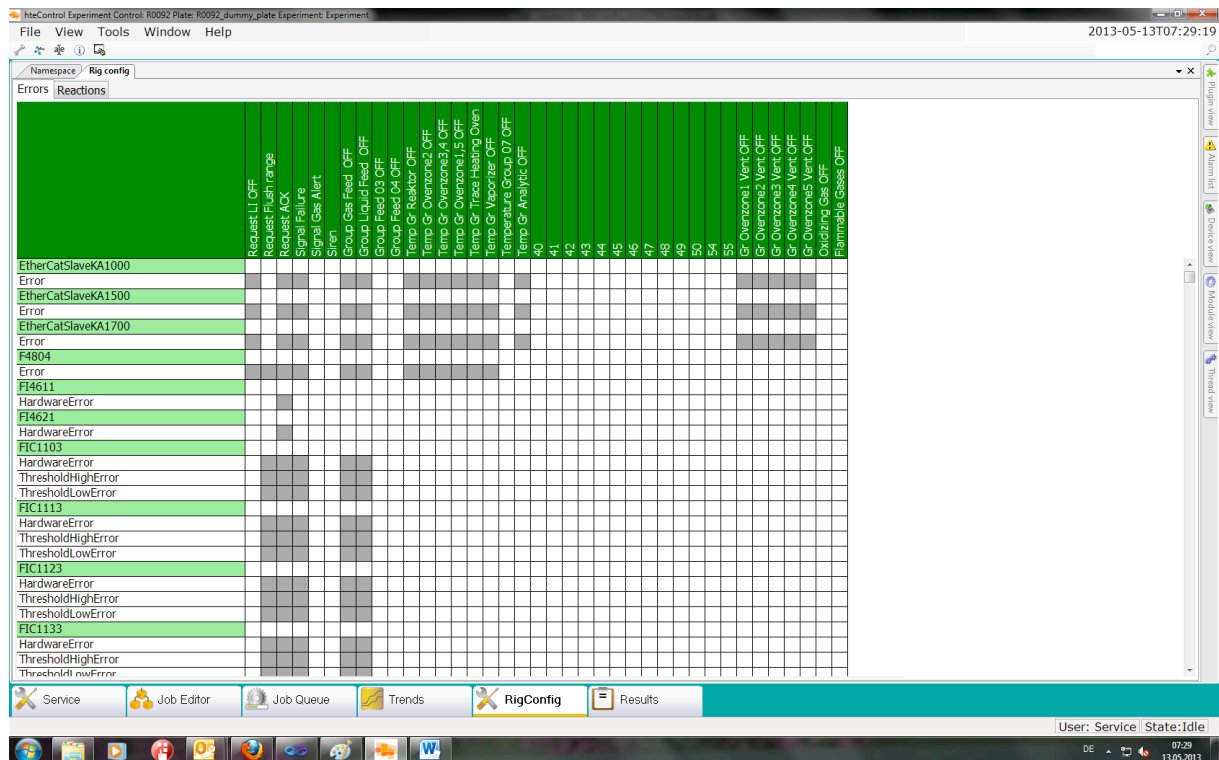 hteControl Experiment Control: R0092 Plate: R0092_dummy_plate Experiment: Experiment
File View Tools Window Help
2013-05-13T07:29:19
Namespace Rig config
Errors Reactions
Request LI OFF
Request Flush range
Request ACK
Signal Failure
Signal Gas Alert
Siren
Group Gas Feed OFF
Group Liquid Feed OFF
Group Feed 03 OFF
Group Feed 04 OFF
Temp Gr Reaktor OFF
Temp Gr Ovenzone2 OFF
Temp Gr Ovenzone3,4 OFF
Temp Gr Ovenzone1,5 OFF
Temp Gr Trace Heating Oven
Temp Gr Vaporizer OFF
Temperature Group 07 OFF
Temp Gr Analytic OFF
40
41
42
43
44
45
46
47
48
49
50
54
55
Gr Ovenzone1 Vent OFF
Gr Ovenzone2 Vent OFF
Gr Ovenzone3 Vent OFF
Gr Ovenzone4 Vent OFF
Gr Ovenzone5 Vent OFF
Oxidizing Gas OFF
Flammable Gases OFF
EtherCatSlaveKA1000
Error
EtherCatSlaveKA1500
Error
EtherCatSlaveKA1700
Error
F4804
Error
FI4611
HardwareError
FI4621
HardwareError
FIC1103
HardwareError
ThresholdHighError
ThresholdLowError
FIC1113
HardwareError
ThresholdHighError
ThresholdLowError
FIC1123
HardwareError
ThresholdHighError
ThresholdLowError
FIC1133
HardwareError
ThresholdHighError
ThresholdLowError
Plugin view
Alarm list
Device view
Module view
Thread view
Service Job Editor Job Queue Trends RigConfig Results
User: Service State:Idle
DE 07:29
13.05.2013